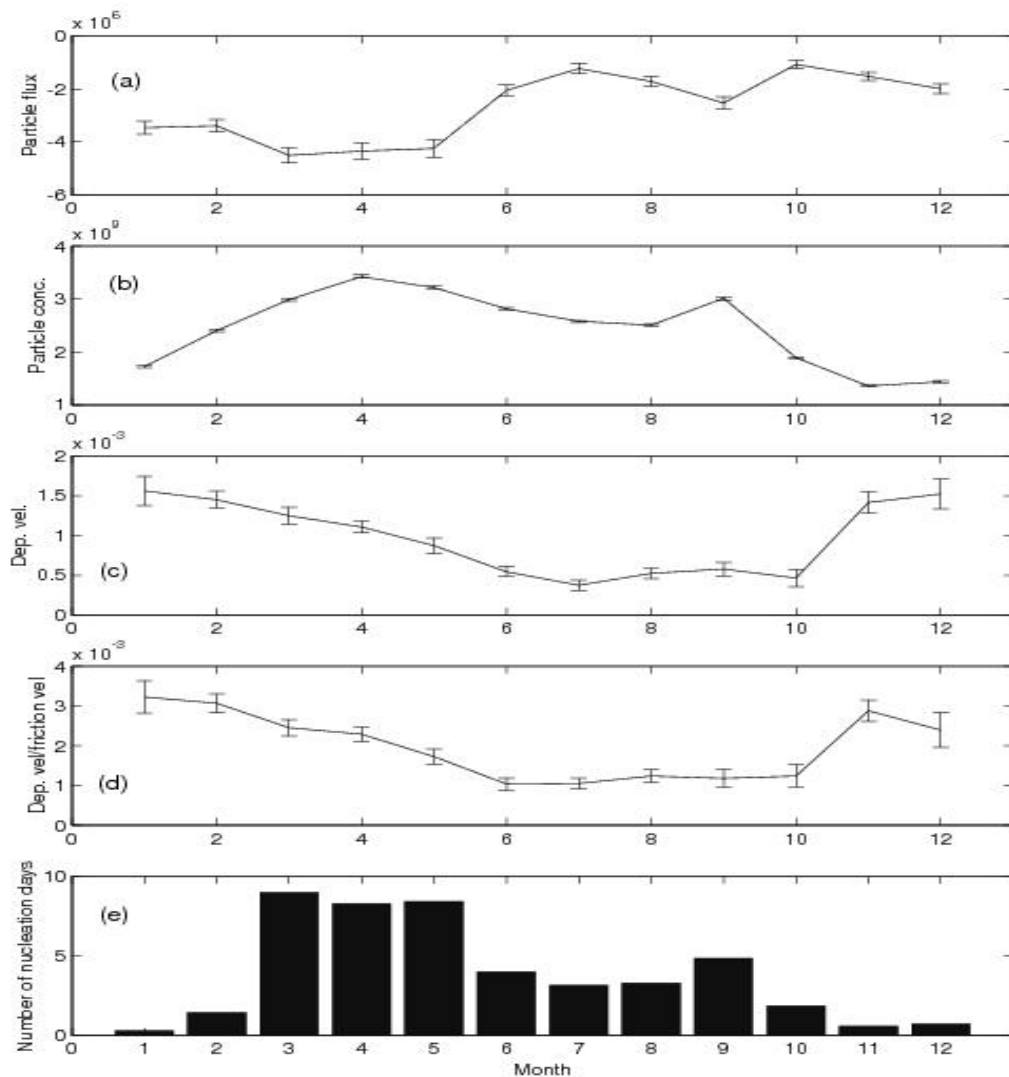 x 10⁶
0
-2
-4
-6
(a)
Particle flux
0 2 4 6 8 10 12
x 10⁹
4
3
2
1
(b)
Particle conc.
0 2 4 6 8 10 12
x 10⁻³
2
1.5
1
0.5
0
(c)
Dep. vel.
0 2 4 6 8 10 12
x 10⁻³
4
3
2
1
0
(d)
Dep. vel/friction vel
0 2 4 6 8 10 12
10
5
0
(e)
Number of nucleation days
0 1 2 3 4 5 6 7 8 9 10 11 12
Month